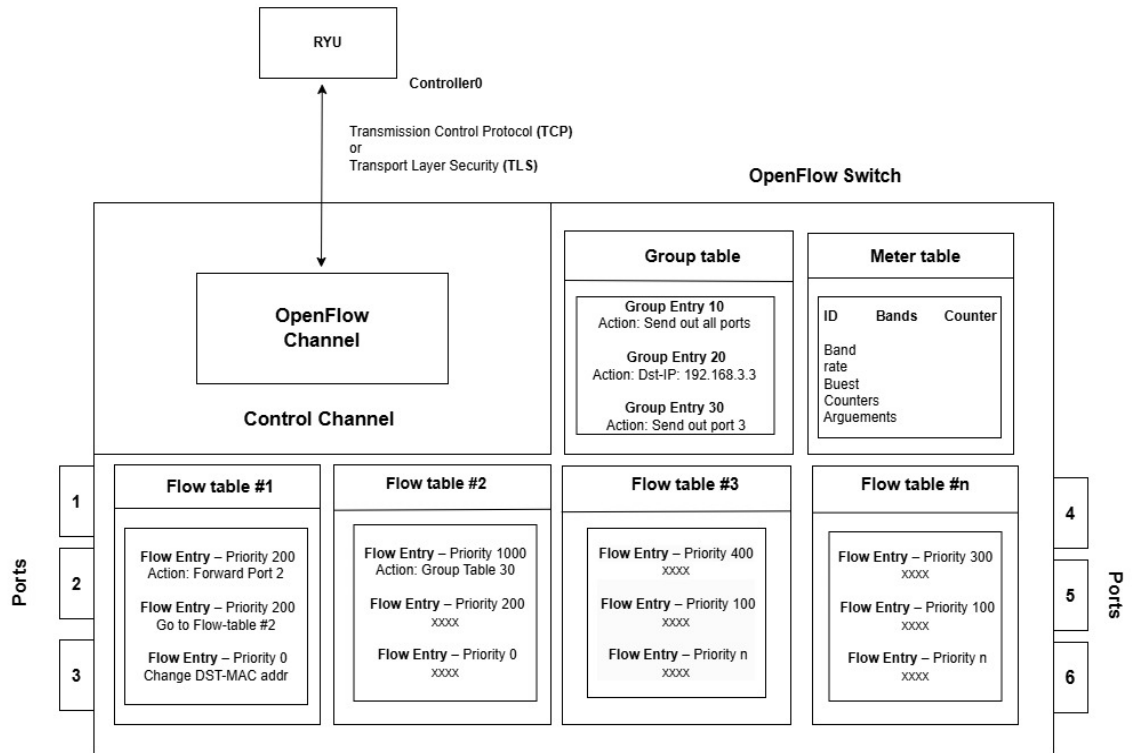 RYU
Controller0
Transmission Control Protocol (TCP)
or
Transport Layer Security (TLS)
OpenFlow Switch
OpenFlow
Channel
Control Channel
Group table
Group Entry 10
Action: Send out all ports
Group Entry 20
Action: Dst-IP: 192.168.3.3
Group Entry 30
Action: Send out port 3
Meter table
ID Bands Counter
Band
rate
Buest
Counters
Arguements
Ports
1
2
3
Flow table #1
Flow Entry – Priority 200
Action: Forward Port 2
Flow Entry – Priority 200
Go to Flow-table #2
Flow Entry – Priority 0
Change DST-MAC addr
Flow table #2
Flow Entry – Priority 1000
Action: Group Table 30
Flow Entry – Priority 200
xxxx
Flow Entry – Priority 0
xxxx
Flow table #3
Flow Entry – Priority 400
xxxx
Flow Entry – Priority 100
xxxx
Flow Entry – Priority n
xxxx
Flow table #n
Flow Entry – Priority 300
xxxx
Flow Entry – Priority 100
xxxx
Flow Entry – Priority n
xxxx
4
5
6
Ports